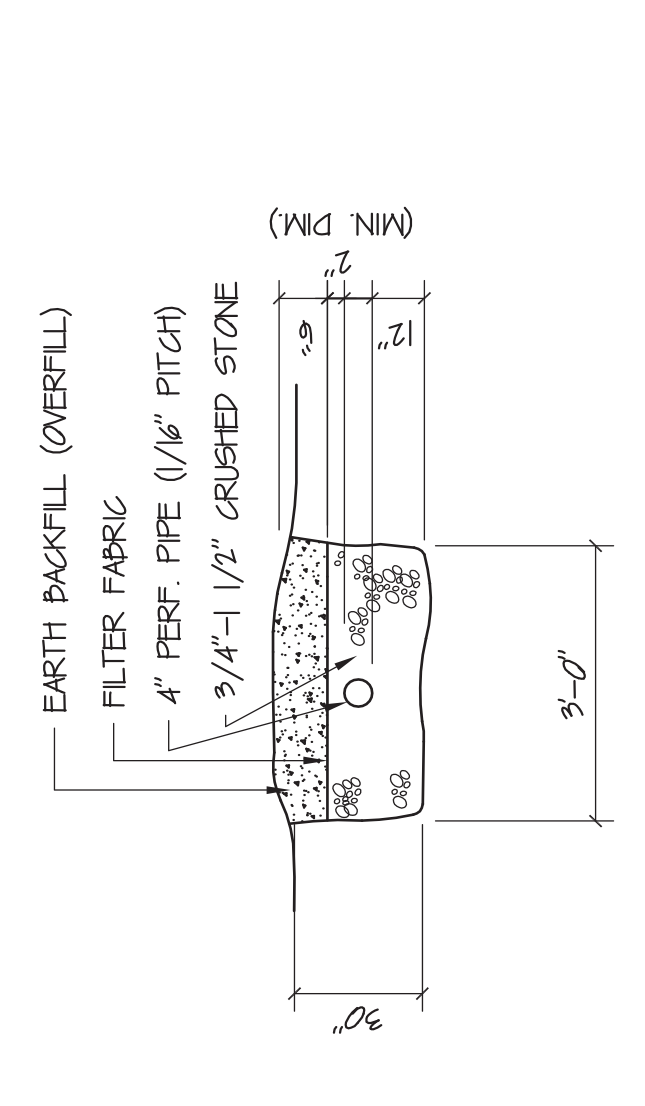 EARTH BACKFILL (OVERFILL)
FILTER FABRIC
4" PERF. PIPE (1/16" PITCH)
3/4"-1 1/2" CRUSHED STONE
6"
2"
12"
(MIN. DIM.)
30"
3'-0"